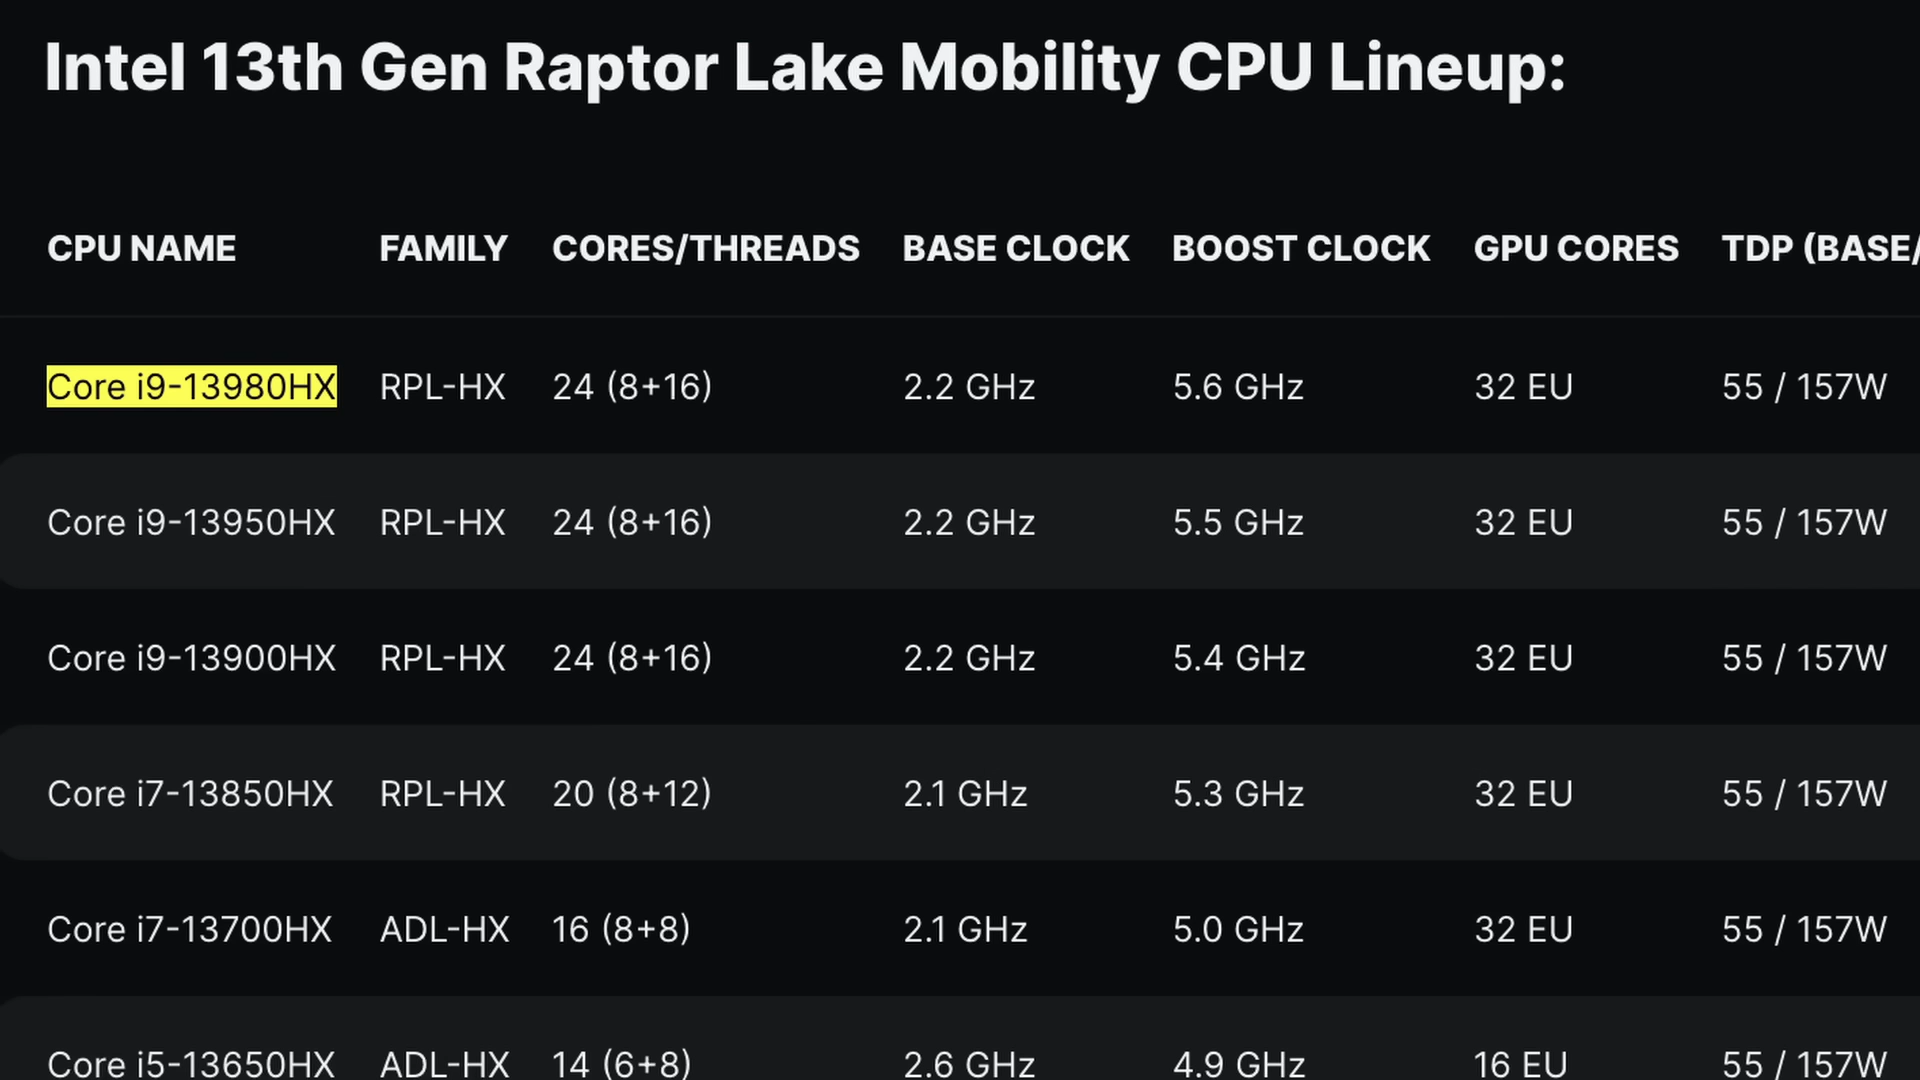 Intel 13th Gen Raptor Lake Mobility CPU Lineup:
CPU NAME FAMILY CORES/THREADS BASE CLOCK BOOST CLOCK GPU CORES TDP (BASE/
Core i9-13980HX RPL-HX 24 (8+16) 2.2 GHz 5.6 GHz 32 EU 55 / 157W
Core i9-13950HX RPL-HX 24 (8+16) 2.2 GHz 5.5 GHz 32 EU 55 / 157W
Core i9-13900HX RPL-HX 24 (8+16) 2.2 GHz 5.4 GHz 32 EU 55 / 157W
Core i7-13850HX RPL-HX 20 (8+12) 2.1 GHz 5.3 GHz 32 EU 55 / 157W
Core i7-13700HX ADL-HX 16 (8+8) 2.1 GHz 5.0 GHz 32 EU 55 / 157W
Core i5-13650HX ADL-HX 14 (6+8) 2.6 GHz 4.9 GHz 16 EU 55 / 157W